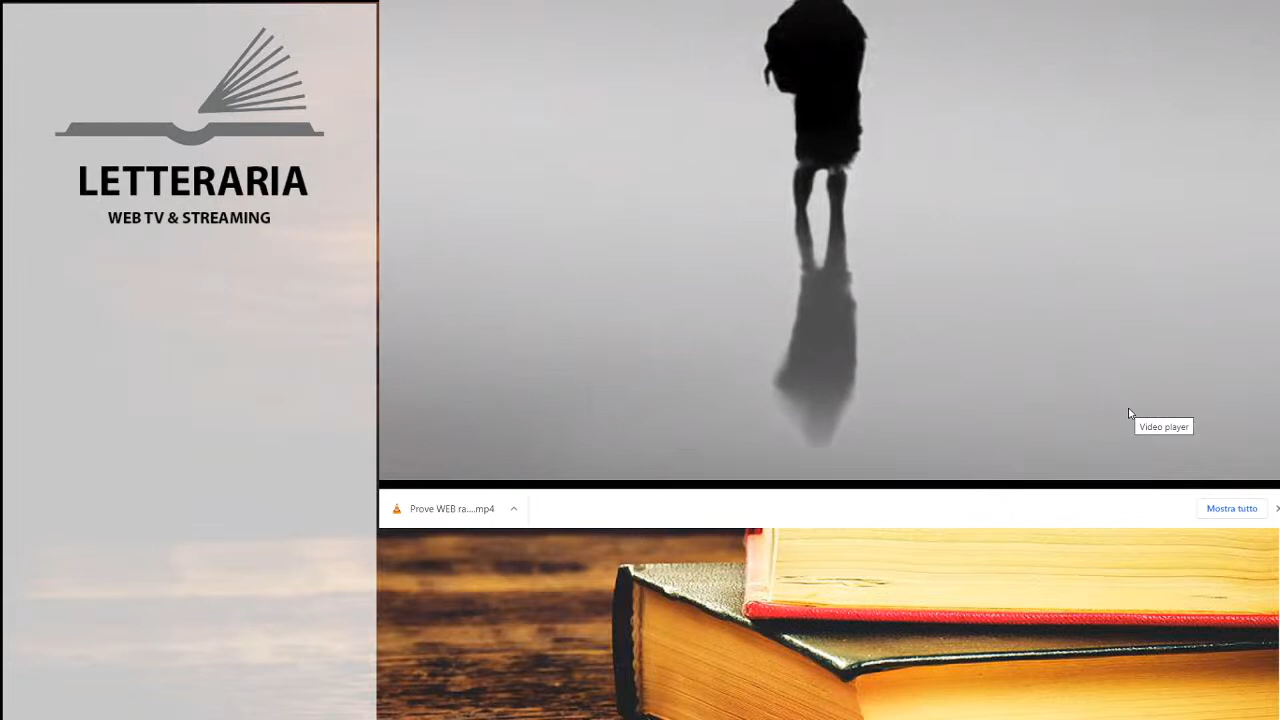 LETTERARIA
WEB TV & STREAMING
Video player
Prove WEB ra....mp4
Mostra tutto